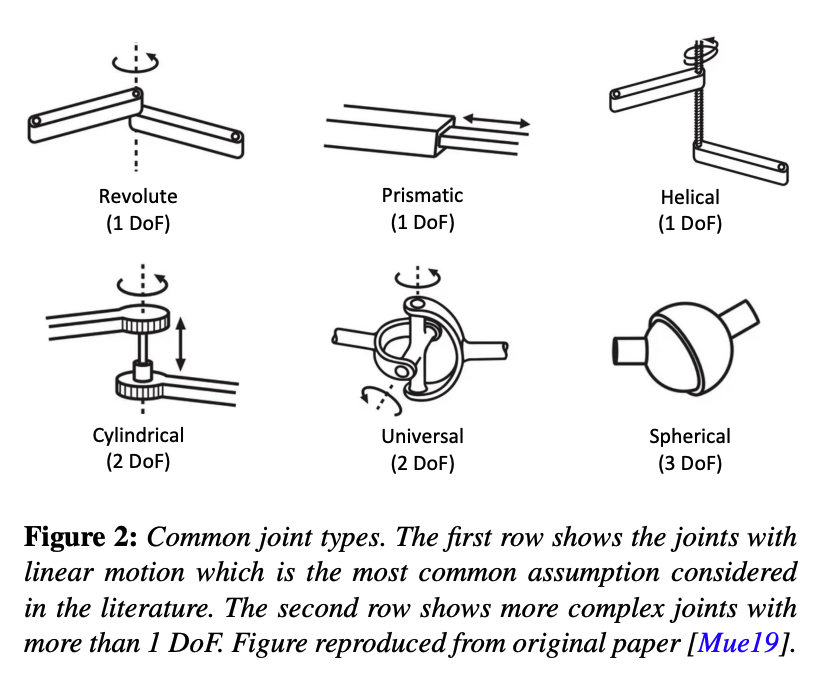 Revolute
(1 DoF)
Prismatic
(1 DoF)
Helical
(1 DoF)
Cylindrical
(2 DoF)
Universal
(2 DoF)
Spherical
(3 DoF)
Figure 2: Common joint types. The first row shows the joints with
linear motion which is the most common assumption considered
in the literature. The second row shows more complex joints with
more than 1 DoF. Figure reproduced from original paper [Mue19].